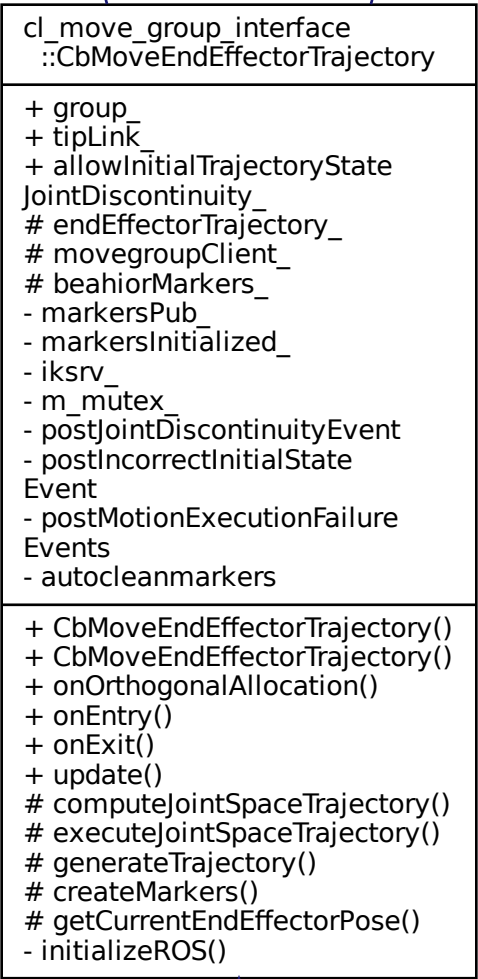 cl_move_group_interface
::CbMoveEndEffectorTrajectory
+ group_
+ tipLink_
+ allowInitialTrajectoryState
JointDiscontinuity_
# endEffectorTrajectory_
# movegroupClient_
# beahiorMarkers_
- markersPub_
- markersInitialized_
- iksrv_
- m_mutex_
- postJointDiscontinuityEvent
- postIncorrectInitialState
Event
- postMotionExecutionFailure
Events
- autocleanmarkers
+ CbMoveEndEffectorTrajectory()
+ CbMoveEndEffectorTrajectory()
+ onOrthogonalAllocation()
+ onEntry()
+ onExit()
+ update()
# computeJointSpaceTrajectory()
# executeJointSpaceTrajectory()
# generateTrajectory()
# createMarkers()
# getCurrentEndEffectorPose()
- initializeROS()